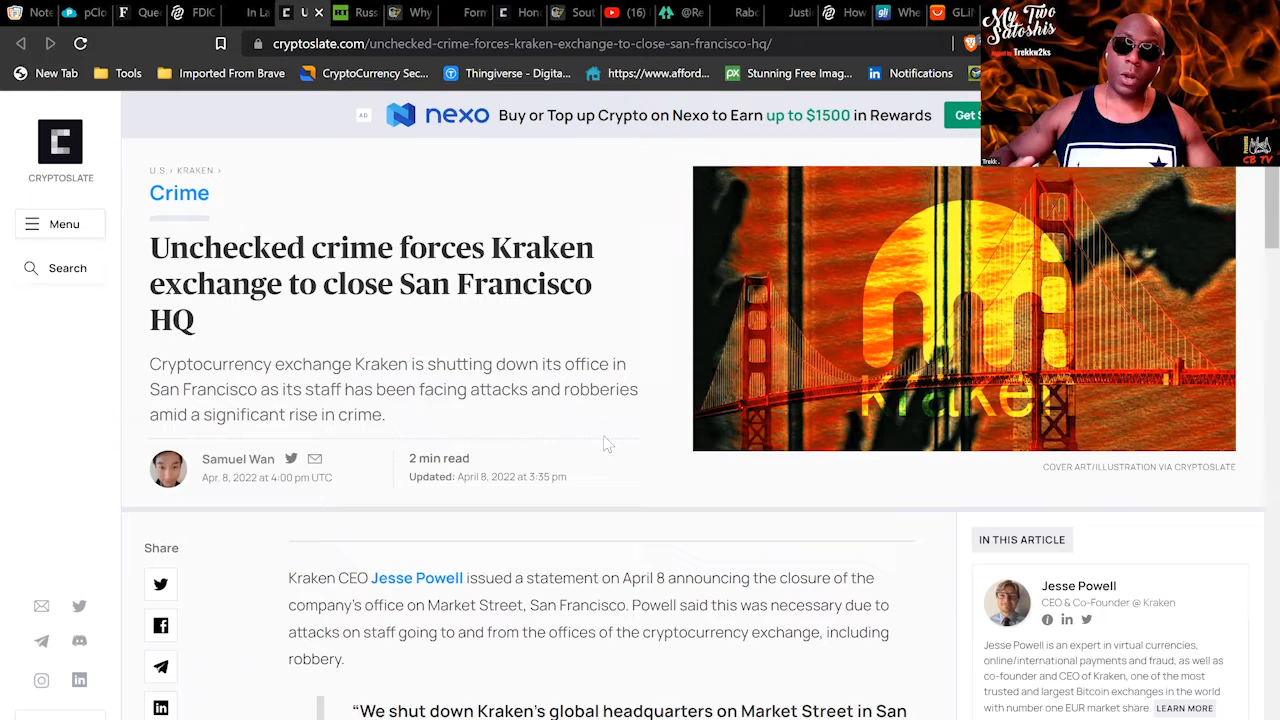 Note
pClo
Que
FDIC
In La
U
Russ
Why
Form
Hon
Sout
(16)
@Re
Rabo
Justi
How
Whe
GLiF
cryptoslate.com/unchecked-crime-forces-kraken-exchange-to-close-san-francisco-hq/
New Tab
Tools
Imported From Brave
CryptoCurrency Sec...
Thingiverse - Digita...
https://www.afford...
Stunning Free Imag...
Notifications
My Two
Satoshis
Hosted by Trekkw2ks
Trekk .
Presents
CB TV
AD
nexo
Buy or Top up Crypto on Nexo to Earn up to $1500 in Rewards
Get S
CRYPTOSLATE
Menu
Search
U.S. › KRAKEN ›
Crime
Unchecked crime forces Kraken
exchange to close San Francisco
HQ
Cryptocurrency exchange Kraken is shutting down its office in
San Francisco as its staff has been facing attacks and robberies
amid a significant rise in crime.
Samuel Wan
Apr. 8, 2022 at 4:00 pm UTC
2 min read
Updated: April 8, 2022 at 3:35 pm
kraken
COVER ART/ILLUSTRATION VIA CRYPTOSLATE
Share
Kraken CEO Jesse Powell issued a statement on April 8 announcing the closure of the
company's office on Market Street, San Francisco. Powell said this was necessary due to
attacks on staff going to and from the offices of the cryptocurrency exchange, including
robbery.
“We shut down Kraken's global headquarters on Market Street in San
IN THIS ARTICLE
Jesse Powell
CEO & Co-Founder @ Kraken
Jesse Powell is an expert in virtual currencies,
online/international payments and fraud, as well as
co-founder and CEO of Kraken, one of the most
trusted and largest Bitcoin exchanges in the world
with number one EUR market share. LEARN MORE